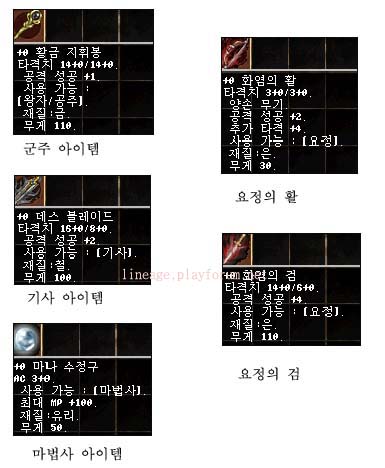 +0 황금 지휘봉
타격치 14+0/14+0.
공격 성공 +1.
사용 가능 :
[왕자/공주].
재질:금.
무게 110.
군주 아이템
+0 데스 블레이드
타격치 16+0/8+0.
공격 성공 +2.
사용 가능 : [기사].
재질:철.
무게 100.
기사 아이템
+0 마나 수정구
AC 3+0.
사용 가능 : [마법사].
최대 MP +100.
재질:유리.
무게 50.
마법사 아이템
+0 화염의 활
타격치 3+0/3+0.
양손 무기.
공격 성공 +2.
추가 타격 +4.
사용 가능 : [요정].
재질:은.
무게 30.
요정의 활
+0 화염의 검
타격치 14+0/6+0.
공격 성공 +4.
사용 가능 : [요정].
재질:은.
무게 110.
요정의 검